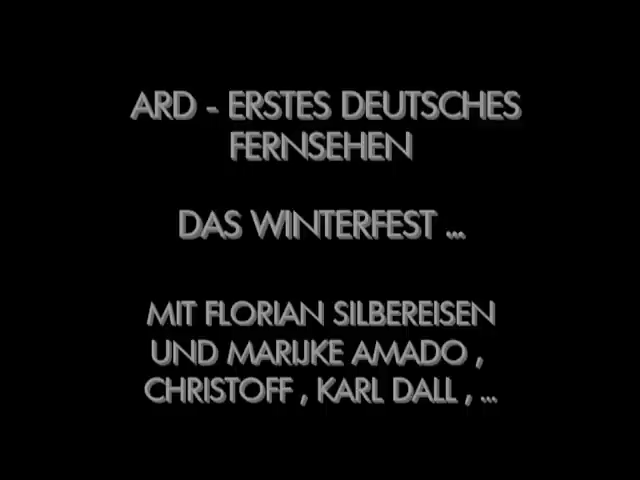 ARD - ERSTES DEUTSCHES
FERNSEHEN
DAS WINTERFEST ...
MIT FLORIAN SILBEREISEN
UND MARIJKE AMADO ,
CHRISTOFF , KARL DALL , ...